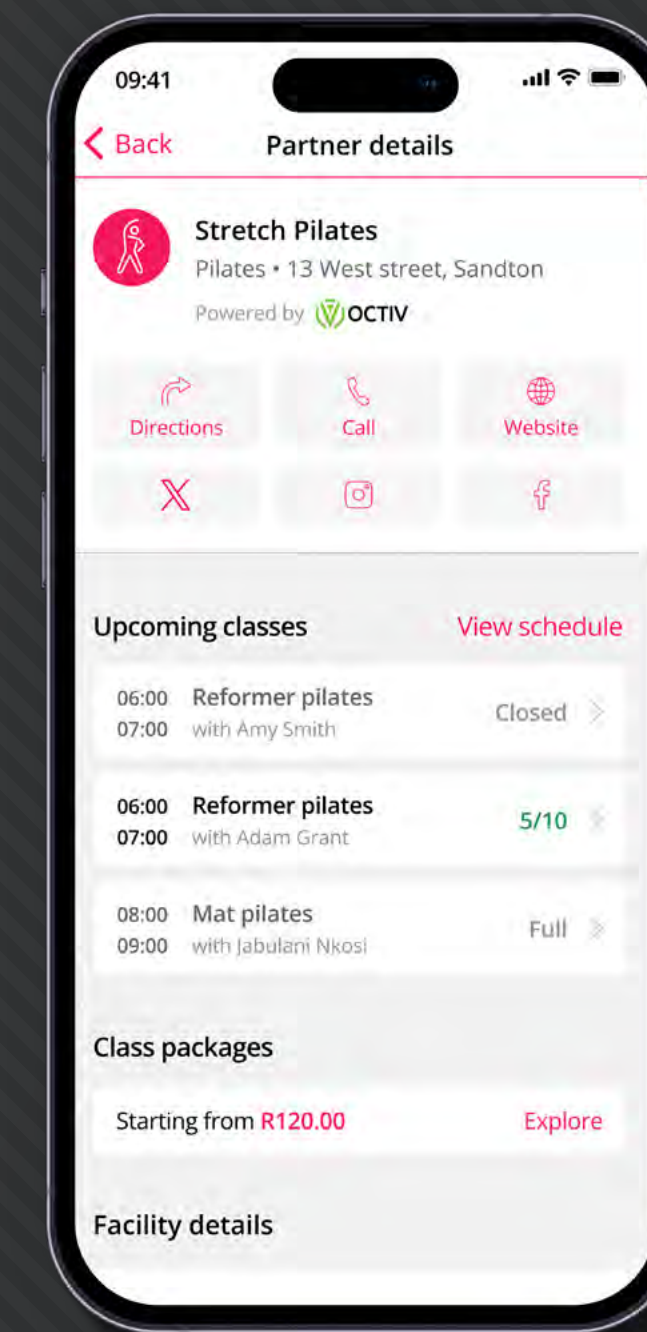 09:41
Back
Partner details
Stretch Pilates
Pilates • 13 West street, Sandton
Powered by OCTIV
Directions
Call
Website
Upcoming classes
View schedule
06:00 Reformer pilates
07:00 with Amy Smith
Closed
06:00 Reformer pilates
07:00 with Adam Grant
5/10
08:00 Mat pilates
09:00 with Jabulani Nkosi
Full
Class packages
Starting from R120.00
Explore
Facility details